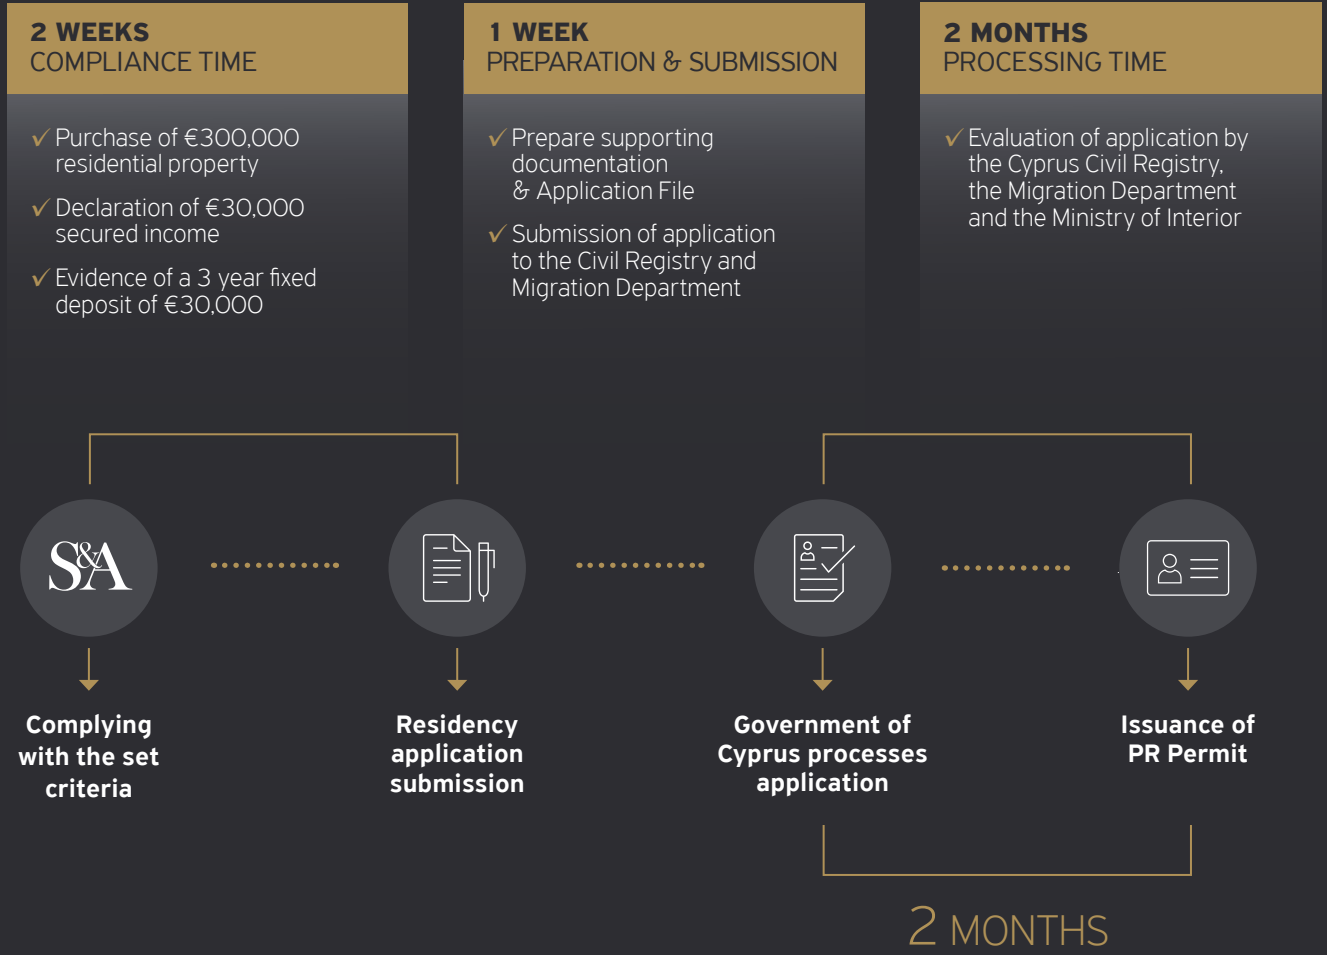 2 WEEKS
COMPLIANCE TIME
✓ Purchase of €300,000
residential property
✓ Declaration of €30,000
secured income
✓ Evidence of a 3 year fixed
deposit of €30,000
1 WEEK
PREPARATION & SUBMISSION
✓ Prepare supporting
documentation
& Application File
✓ Submission of application
to the Civil Registry and
Migration Department
2 MONTHS
PROCESSING TIME
✓ Evaluation of application by
the Cyprus Civil Registry,
the Migration Department
and the Ministry of Interior
S&A
Complying
with the set
criteria
Residency
application
submission
Government of
Cyprus processes
application
Issuance of
PR Permit
2 MONTHS